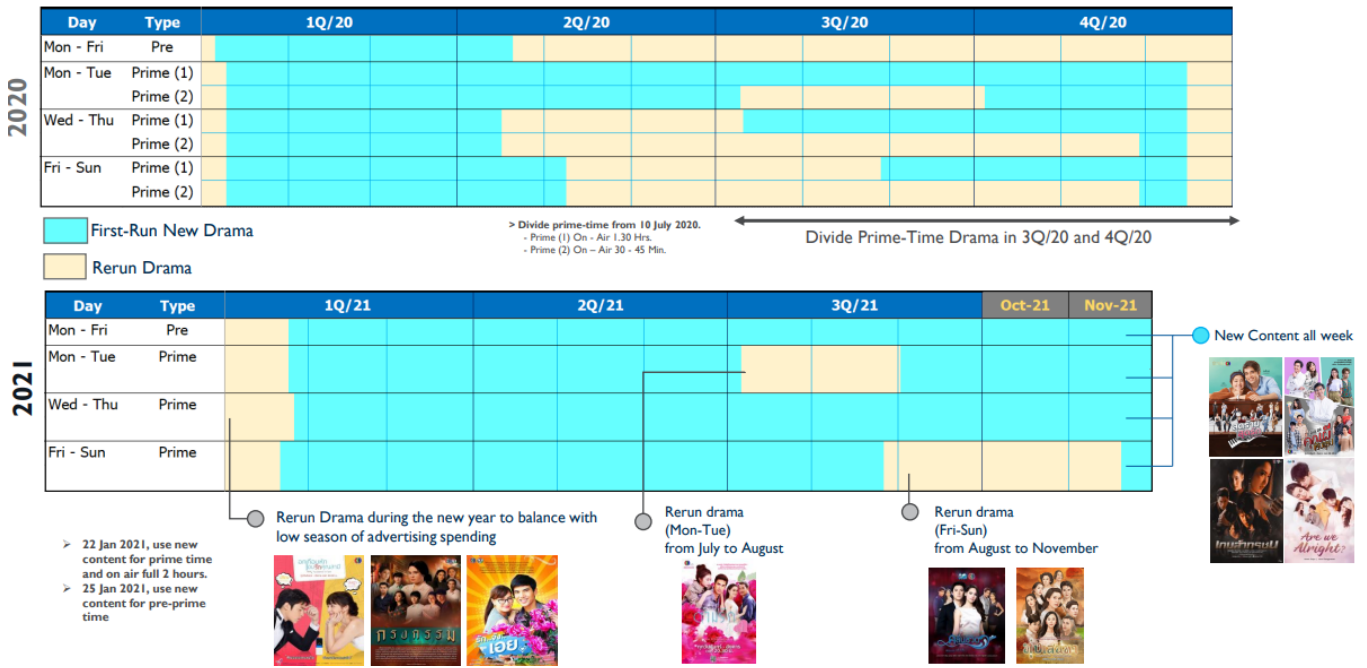 2020
Day Type 1Q/20 2Q/20 3Q/20 4Q/20
Mon - Fri Pre
Mon - Tue Prime (1)
Prime (2)
Wed - Thu Prime (1)
Prime (2)
Fri - Sun Prime (1)
Prime (2)
First-Run New Drama
Rerun Drama
> Divide prime-time from 10 July 2020.
- Prime (1) On - Air 1.30 Hrs.
- Prime (2) On – Air 30 - 45 Min.
Divide Prime-Time Drama in 3Q/20 and 4Q/20
2021
Day Type 1Q/21 2Q/21 3Q/21 Oct-21 Nov-21
Mon - Fri Pre
Mon - Tue Prime
Wed - Thu Prime
Fri - Sun Prime
New Content all week
Are we
Alright?
Rerun Drama during the new year to balance with
low season of advertising spending
Rerun drama
(Mon-Tue)
from July to August
Rerun drama
(Fri-Sun)
from August to November
➢ 22 Jan 2021, use new
content for prime time
and on air full 2 hours.
➢ 25 Jan 2021, use new
content for pre-prime
time
กรงกรรม